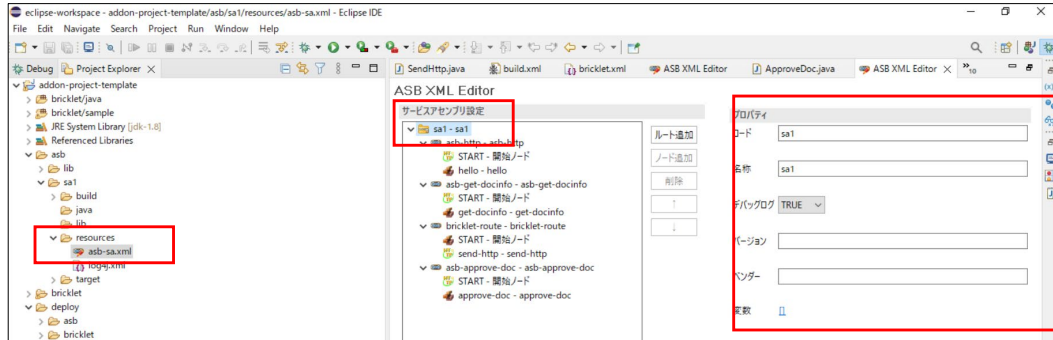 eclipse-workspace - addon-project-template/asb/sa1/resources/asb-sa.xml - Eclipse IDE
File Edit Navigate Search Project Run Window Help
Debug Project Explorer
addon-project-template
bricklet/java
bricklet/sample
JRE System Library [jdk-1.8]
Referenced Libraries
asb
lib
sa1
build
java
lib
resources
asb-sa.xml
log4j.xml
target
bricklet
deploy
asb
bricklet
SendHttp.java build.xml bricklet.xml ASB XML Editor ApproveDoc.java ASB XML Editor 10
ASB XML Editor
サービスアセンブリ設定
sa1 - sa1
asb-http - asb-http
START - 開始ノード
hello - hello
asb-get-docinfo - asb-get-docinfo
START - 開始ノード
get-docinfo - get-docinfo
bricklet-route - bricklet-route
START - 開始ノード
send-http - send-http
asb-approve-doc - asb-approve-doc
START - 開始ノード
approve-doc - approve-doc
ルート追加
ノード追加
削除
↑
↓
プロパティ
コード sa1
名称 sa1
デバッグログ TRUE
バージョン
ベンダー
変数 []